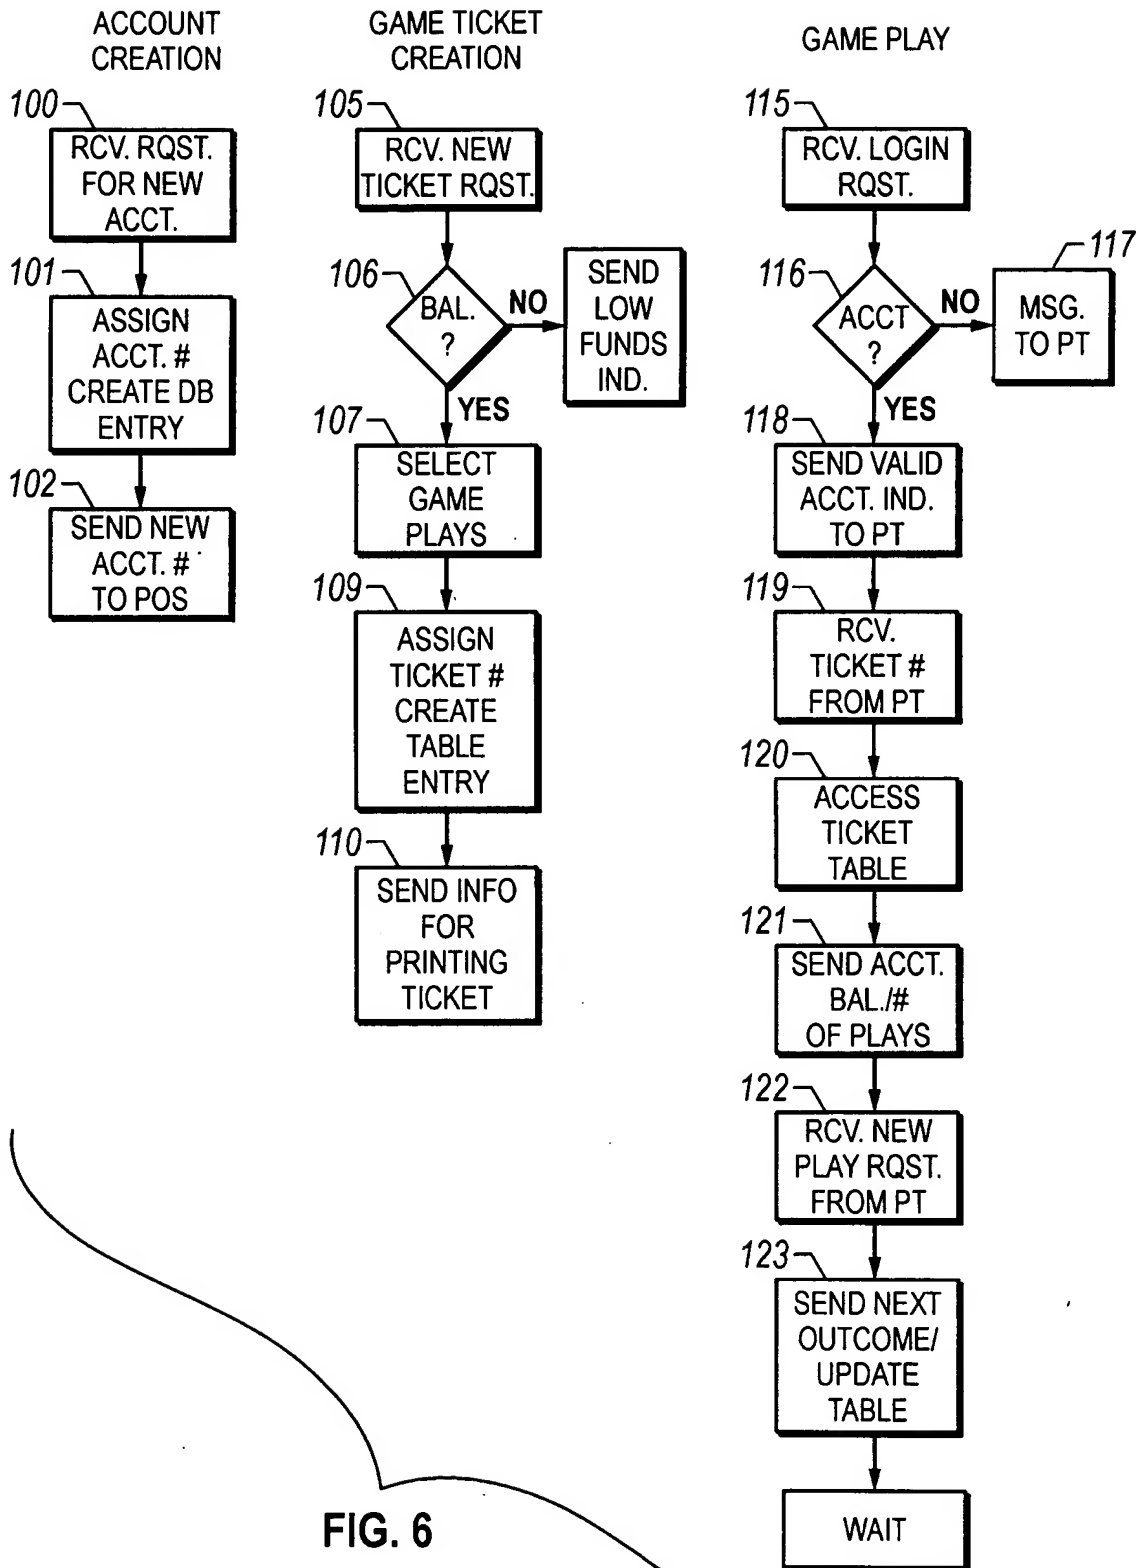 ACCOUNT
CREATION
100
RCV. RQST.
FOR NEW
ACCT.
101
ASSIGN
ACCT. #
CREATE DB
ENTRY
102
SEND NEW
ACCT. #
TO POS
GAME TICKET
CREATION
105
RCV. NEW
TICKET RQST.
106
BAL.
?
NO
SEND
LOW
FUNDS
IND.
YES
107
SELECT
GAME
PLAYS
109
ASSIGN
TICKET #
CREATE
TABLE
ENTRY
110
SEND INFO
FOR
PRINTING
TICKET
GAME PLAY
115
RCV. LOGIN
RQST.
116
ACCT
?
NO
117
MSG.
TO PT
YES
118
SEND VALID
ACCT. IND.
TO PT
119
RCV.
TICKET #
FROM PT
120
ACCESS
TICKET
TABLE
121
SEND ACCT.
BAL./#
OF PLAYS
122
RCV. NEW
PLAY RQST.
FROM PT
123
SEND NEXT
OUTCOME/
UPDATE
TABLE
WAIT
FIG. 6